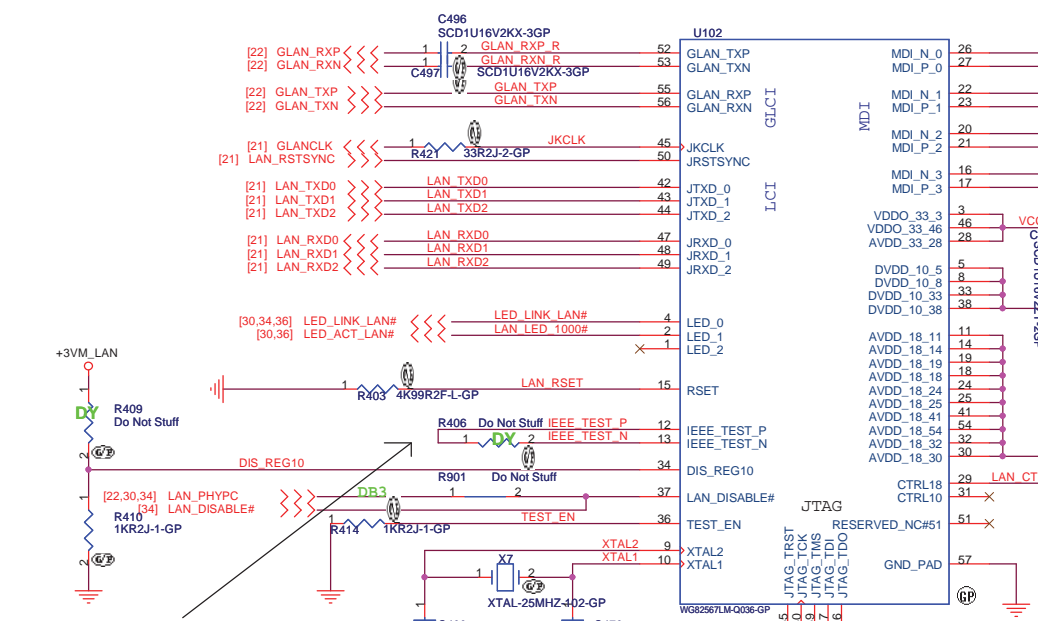 C496
SCD1U16V2KX-3GP
U102
[22] GLAN_RXP 1 2 GLAN_RXP_R 52 GLAN_TXP MDI_N_0 26
[22] GLAN_RXN 1 GLAN_RXN_R 53 GLAN_TXN MDI_P_0 27
C497 SCD1U16V2KX-3GP
[22] GLAN_TXP GLAN_TXP 55 GLAN_RXP MDI_N_1 22
[22] GLAN_TXN GLAN_TXN 56 GLAN_RXN MDI_P_1 23
GLCI
MDI
MDI_N_2 20
[21] GLANCLK 1 JKCLK 45 JKCLK MDI_P_2 21
R421 33R2J-2-GP
[21] LAN_RSTSYNC 50 JRSTSYNC
MDI_N_3 16
[21] LAN_TXD0 LAN_TXD0 42 JTXD_0 MDI_P_3 17
[21] LAN_TXD1 LAN_TXD1 43 JTXD_1
[21] LAN_TXD2 LAN_TXD2 44 JTXD_2
LCI
VDDO_33_3 3
VDDO_33_46 46
AVDD_33_28 28
[21] LAN_RXD0 LAN_RXD0 47 JRXD_0
[21] LAN_RXD1 LAN_RXD1 48 JRXD_1
[21] LAN_RXD2 LAN_RXD2 49 JRXD_2
DVDD_10_5 5
DVDD_10_8 8
DVDD_10_33 33
DVDD_10_38 38
[30,34,36] LED_LINK_LAN# LED_LINK_LAN# 4 LED_0
[30,36] LED_ACT_LAN# LAN_LED_1000# 2 LED_1
1 LED_2
AVDD_18_11 11
AVDD_18_14 14
AVDD_18_19 19
AVDD_18_18 18
AVDD_18_24 24
AVDD_18_25 25
AVDD_18_41 41
AVDD_18_54 54
AVDD_18_32 32
AVDD_18_30 30
+3VM_LAN
1 LAN_RSET 15 RSET
R403 4K99R2F-L-GP
1
DY
R409
Do Not Stuff
2
R406 Do Not Stuff IEEE_TEST_P 12 IEEE_TEST_P
1 DY 2 IEEE_TEST_N 13 IEEE_TEST_N
DIS_REG10 34 DIS_REG10
R901 Do Not Stuff
CTRL18 29 LAN_CT
CTRL10 31
1
[22,30,34] LAN_PHYPC DB3 1 2 37 LAN_DISABLE#
[34] LAN_DISABLE#
R410
1KR2J-1-GP
2
R414 1KR2J-1-GP TEST_EN 36 TEST_EN
JTAG
RESERVED_NC#51 51
XTAL2 9 XTAL2
XTAL1 10 XTAL1
X7
1 2
XTAL-25MHZ-102-GP
1
JTAG_TRST
JTAG_TCK
JTAG_TMS
JTAG_TDI
JTAG_TDO
GND_PAD 57
GP
WG82567LM-Q036-GP